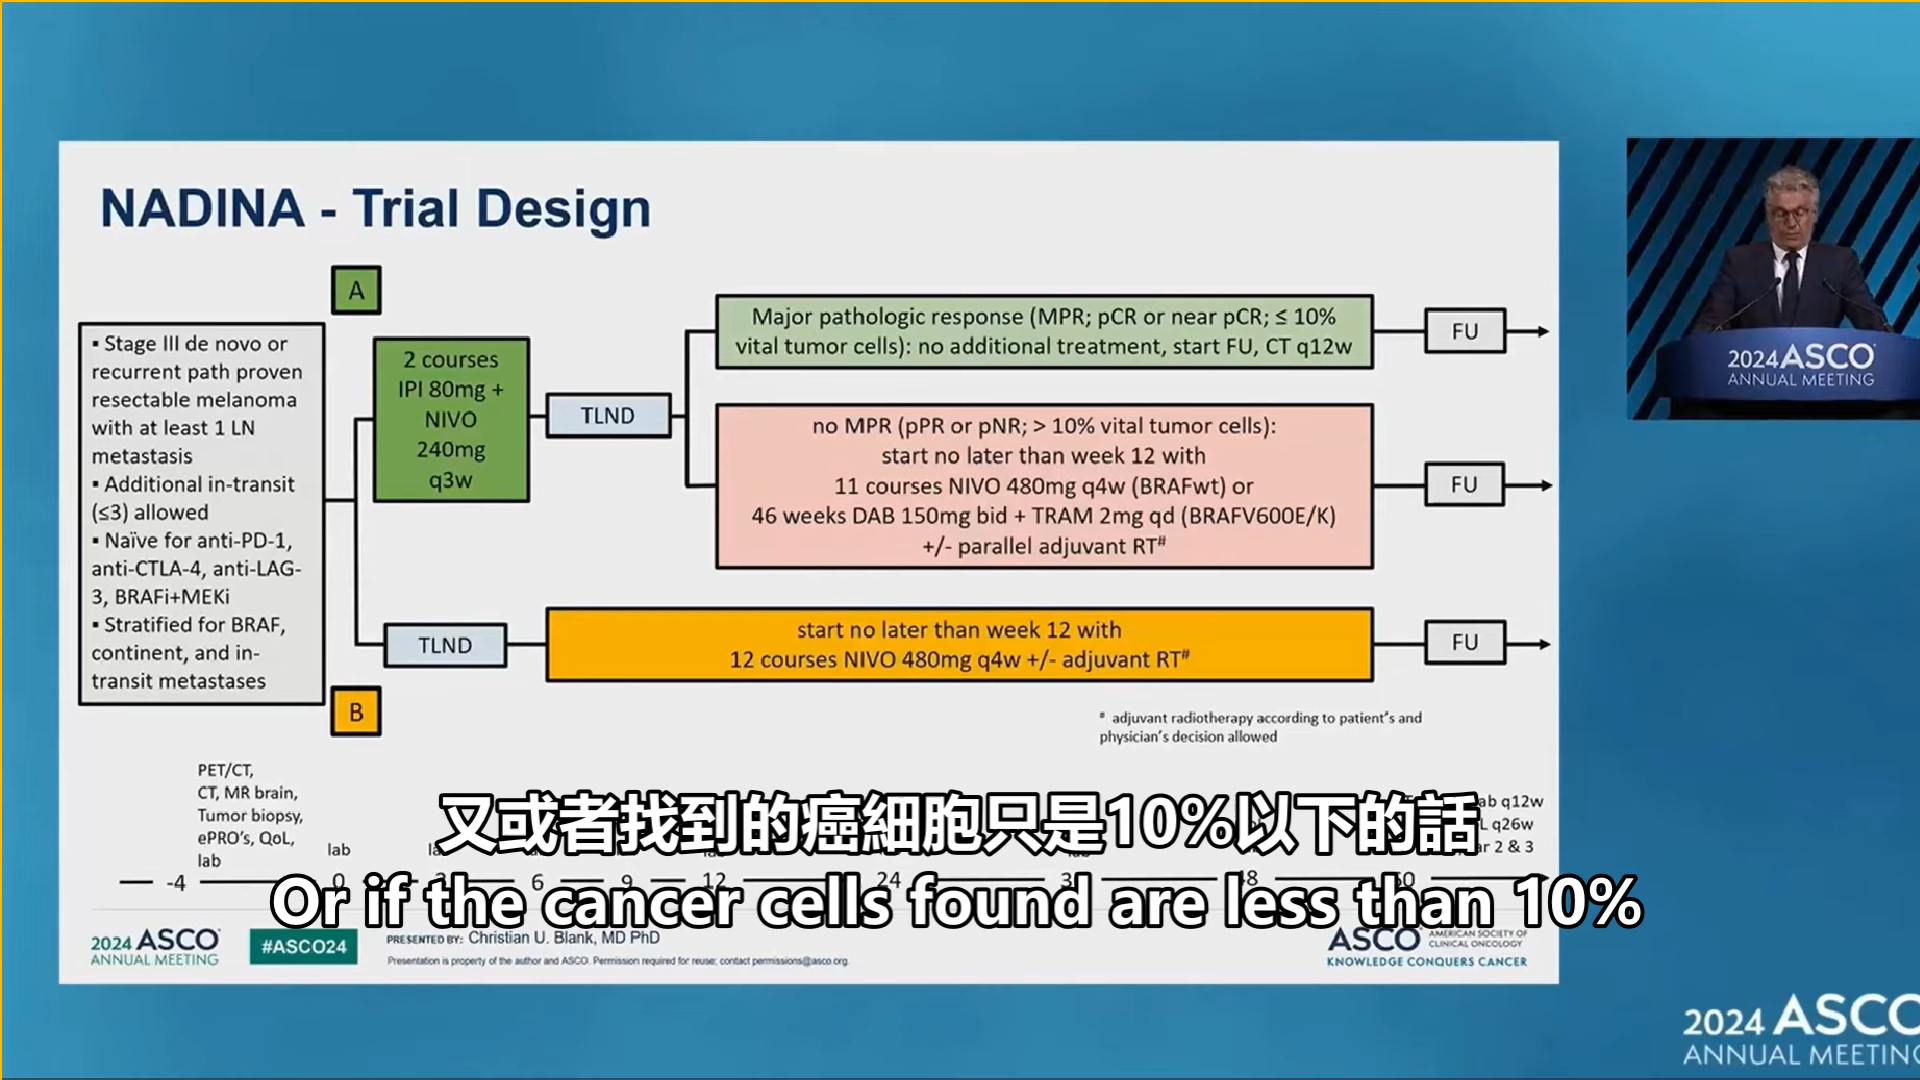 NADINA - Trial Design
A
▪ Stage III de novo or
recurrent path proven
resectable melanoma
with at least 1 LN
metastasis
▪ Additional in-transit
(≤3) allowed
▪ Naïve for anti-PD-1,
anti-CTLA-4, anti-LAG-
3, BRAFi+MEKi
▪ Stratified for BRAF,
continent, and in-
transit metastases
2 courses
IPI 80mg +
NIVO
240mg
q3w
TLND
Major pathologic response (MPR; pCR or near pCR; ≤ 10%
vital tumor cells): no additional treatment, start FU, CT q12w
FU
no MPR (pPR or pNR; > 10% vital tumor cells):
start no later than week 12 with
11 courses NIVO 480mg q4w (BRAFwt) or
46 weeks DAB 150mg bid + TRAM 2mg qd (BRAFV600E/K)
+/- parallel adjuvant RT#
FU
B
TLND
start no later than week 12 with
12 courses NIVO 480mg q4w +/- adjuvant RT#
FU
# adjuvant radiotherapy according to patient's and
physician's decision allowed
PET/CT,
CT, MR brain,
Tumor biopsy,
ePRO's, QoL,
lab
lab
q12w
q26w
2 & 3
-4 0 6 9 12 24
又或者找到的癌細胞只是10%以下的話
Or if the cancer cells found are less than 10%
2024 ASCO
ANNUAL MEETING
#ASCO24
PRESENTED BY: Christian U. Blank, MD PhD
Presentation is property of the author and ASCO. Permission required for reuse; contact permissions@asco.org.
ASCO
AMERICAN SOCIETY OF
CLINICAL ONCOLOGY
KNOWLEDGE CONQUERS CANCER
2024 ASCO
ANNUAL MEETING
2024 ASCO
ANNUAL MEETING